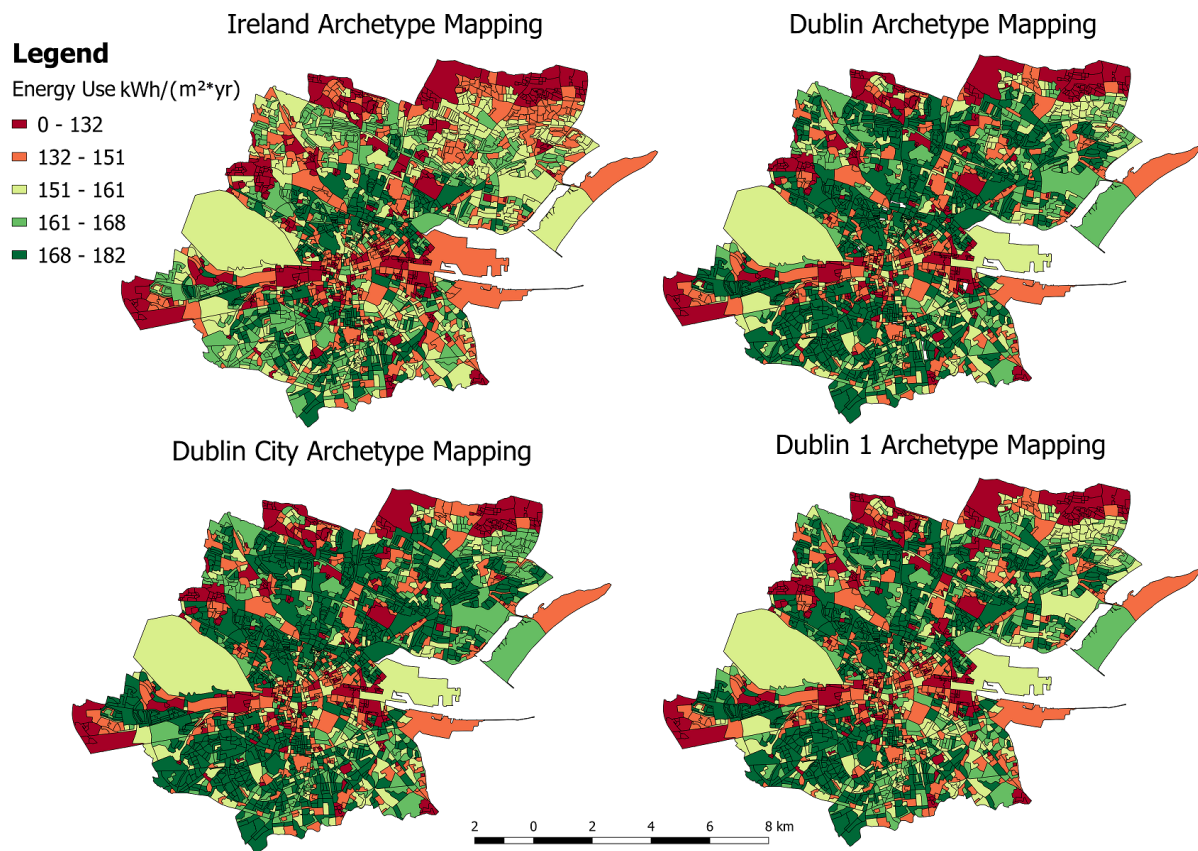 Ireland Archetype Mapping
Dublin Archetype Mapping
Legend
Energy Use kWh/(m²*yr)
0 - 132
132 - 151
151 - 161
161 - 168
168 - 182
Dublin City Archetype Mapping
Dublin 1 Archetype Mapping
2 0 2 4 6 8 km